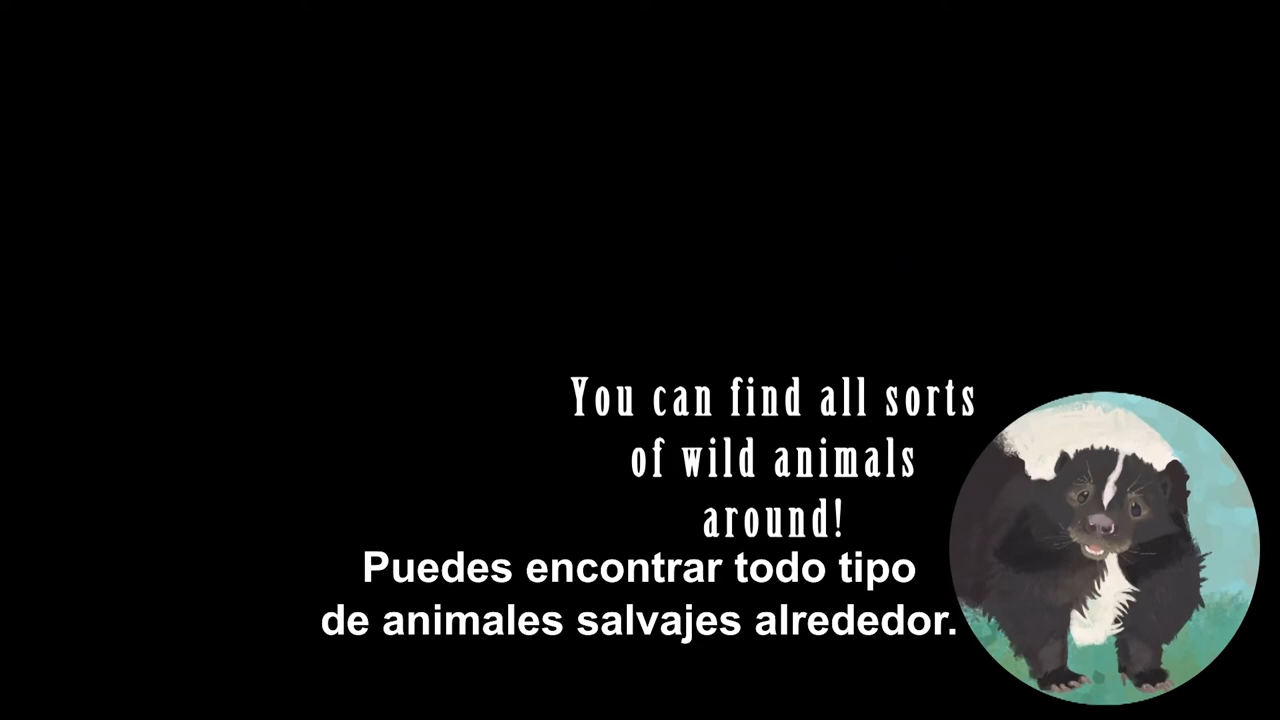 You can find all sorts
of wild animals
around!
Puedes encontrar todo tipo
de animales salvajes alrededor.